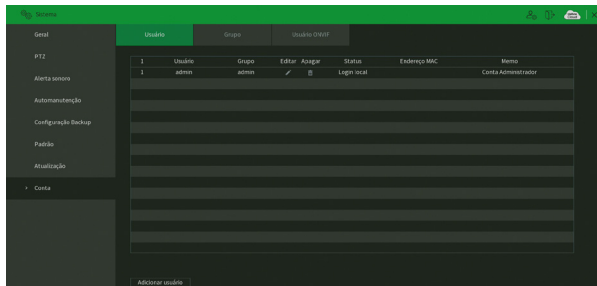 Sistema
Geral
PTZ
Alerta sonoro
Automanutenção
Configuração Backup
Padrão
Atualização
Conta
Usuário Grupo Usuário ONVIF
1 Usuário Grupo Editar Apagar Status Endereço MAC Memo
1 admin admin Login local Conta Administrador
Adicionar usuário